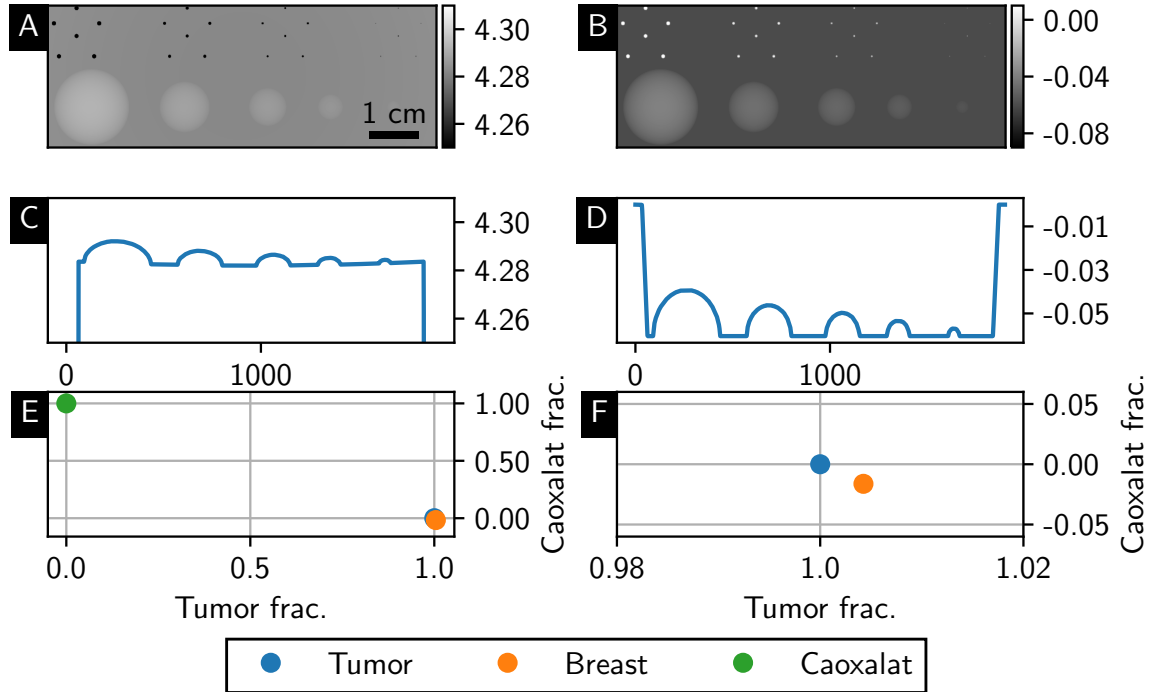 A
4.30
4.28
4.26
1 cm
B
0.00
-0.04
-0.08
C
4.30
4.28
4.26
0
1000
D
-0.01
-0.03
-0.05
0
1000
E
1.00
0.50
0.00
Caoxalat frac.
0.0
0.5
1.0
Tumor frac.
F
0.05
0.00
-0.05
Caoxalat frac.
0.98
1.0
1.02
Tumor frac.
Tumor
Breast
Caoxalat